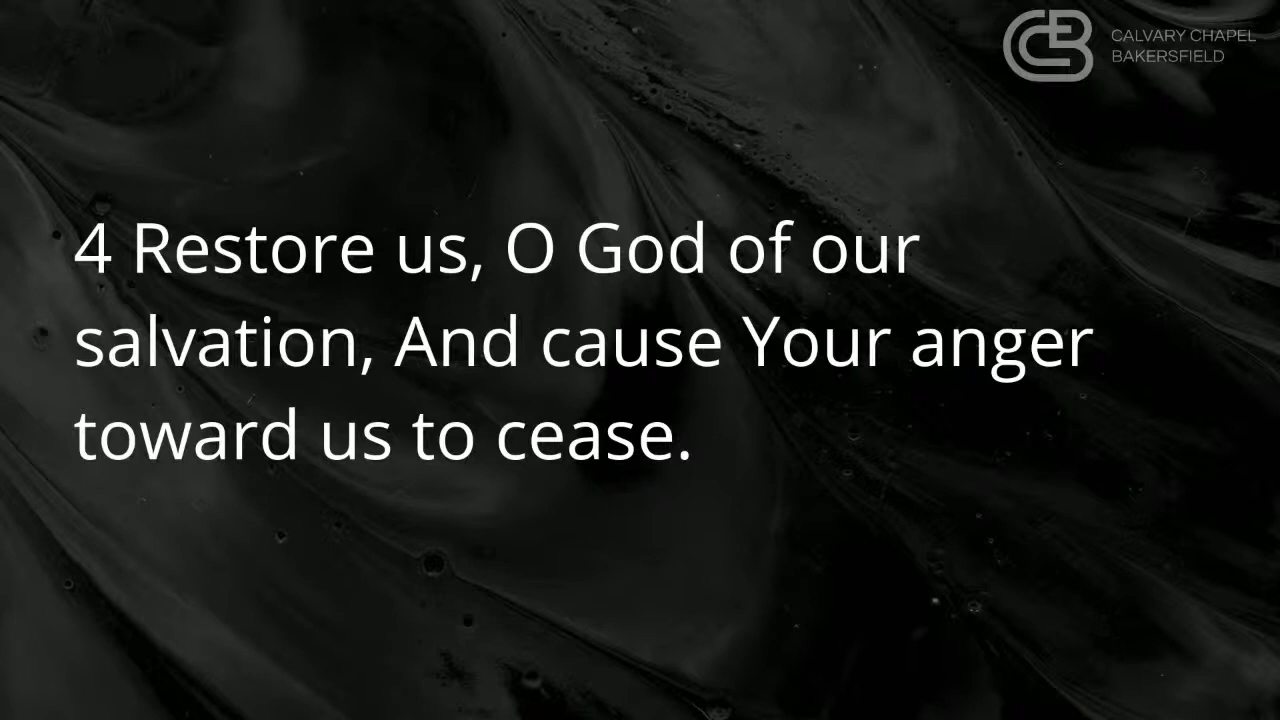 CALVARY CHAPEL
BAKERSFIELD
4 Restore us, O God of our
salvation, And cause Your anger
toward us to cease.